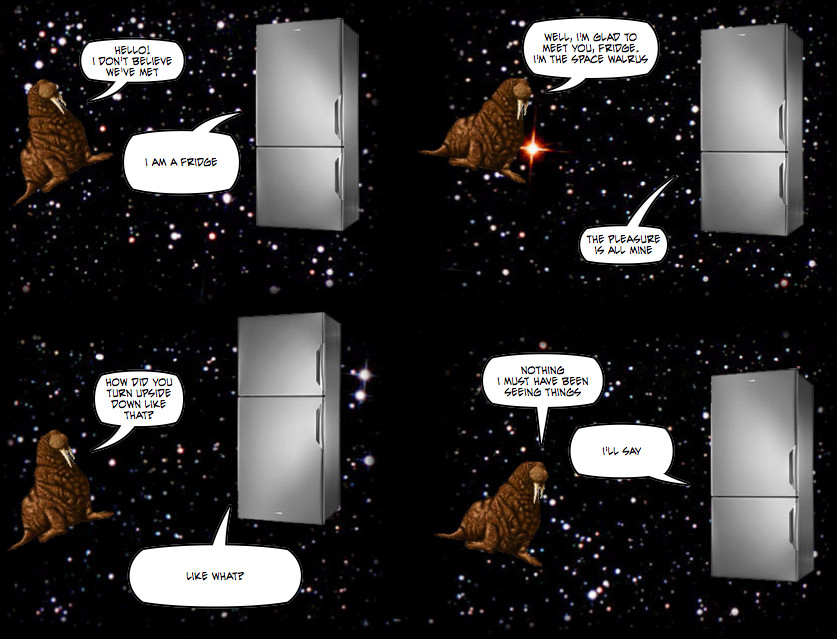 HELLO!
I DON'T BELIEVE
WE'VE MET
I AM A FRIDGE
WELL, I'M GLAD TO
MEET YOU, FRIDGE.
I'M THE SPACE WALRUS
THE PLEASURE
IS ALL MINE
HOW DID YOU
TURN UPSIDE
DOWN LIKE
THAT?
LIKE WHAT?
NOTHING
I MUST HAVE BEEN
SEEING THINGS
I'LL SAY